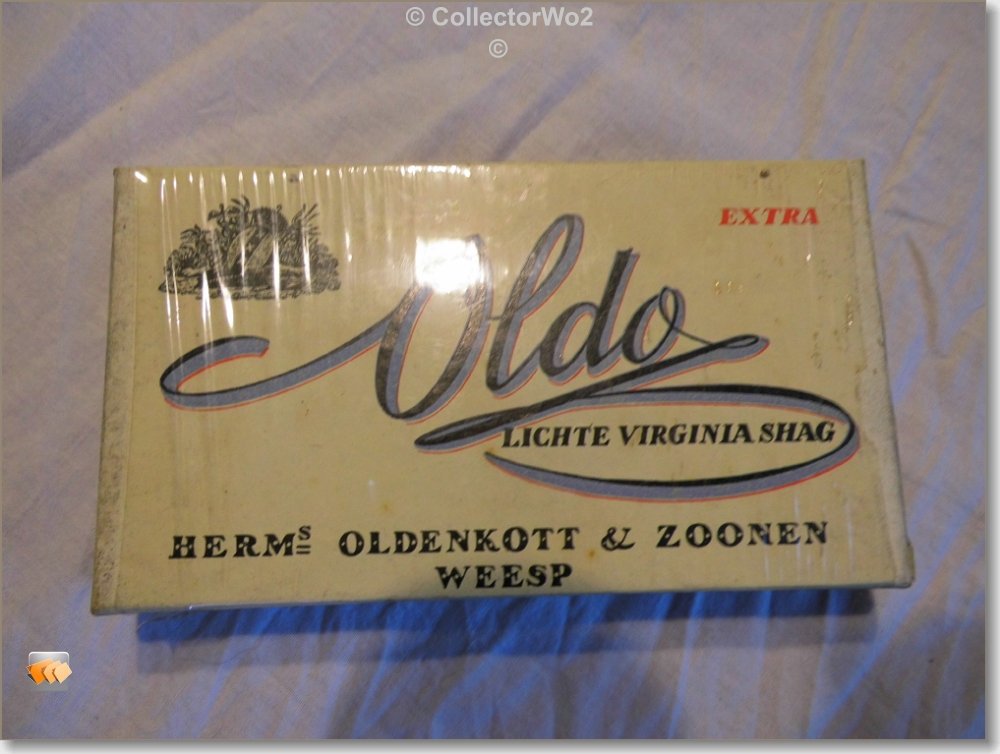 © CollectorWo2
©
EXTRA
Oldo
LICHTE VIRGINIA SHAG
HERMS OLDENKOTT & ZOONEN
WEESP